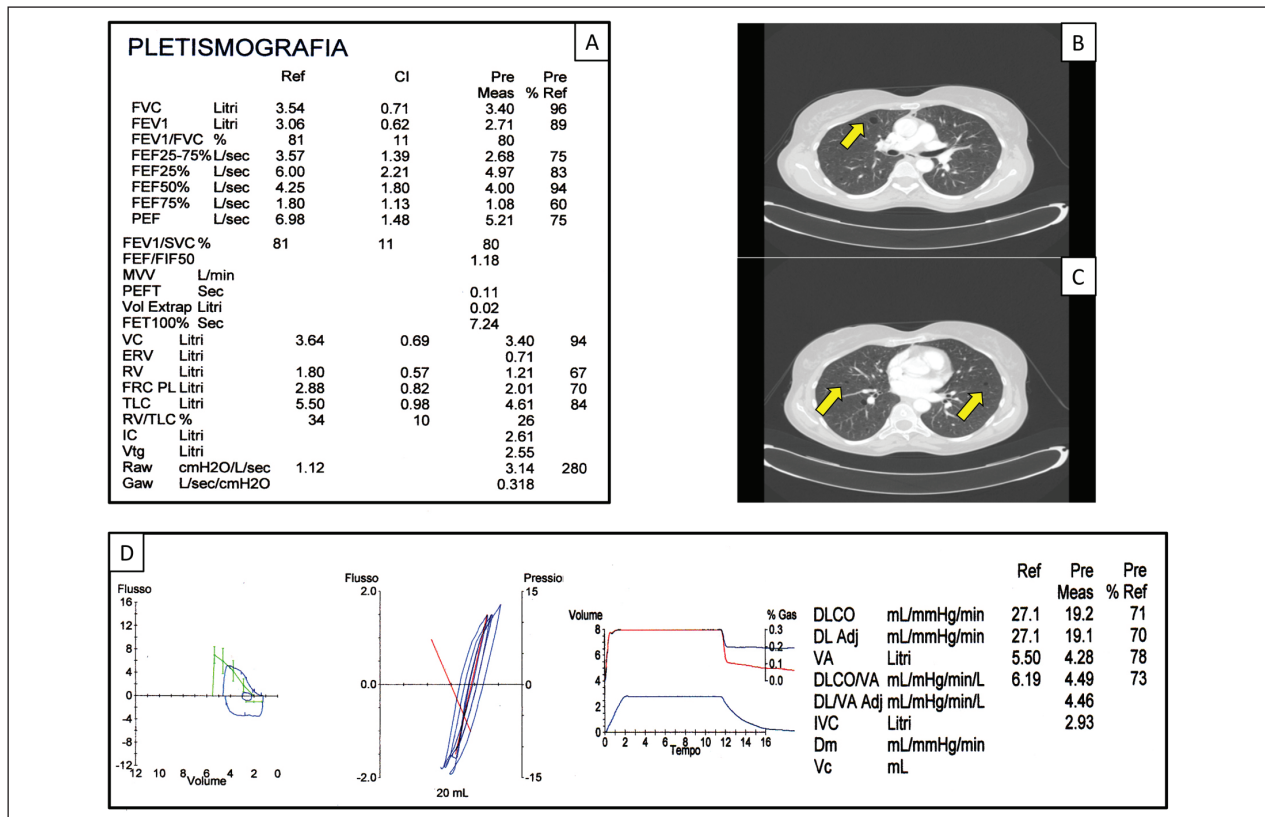 PLETISMOGRAFIA
A
Ref CI Pre Pre
Meas % Ref
FVC Litri 3.54 0.71 3.40 96
FEV1 Litri 3.06 0.62 2.71 89
FEV1/FVC % 81 11 80
FEF25-75% L/sec 3.57 1.39 2.68 75
FEF25% L/sec 6.00 2.21 4.97 83
FEF50% L/sec 4.25 1.80 4.00 94
FEF75% L/sec 1.80 1.13 1.08 60
PEF L/sec 6.98 1.48 5.21 75
FEV1/SVC % 81 11 80
FEF/FIF50 1.18
MVV L/min
PEFT Sec 0.11
Vol Extrap Litri 0.02
FET100% Sec 7.24
VC Litri 3.64 0.69 3.40 94
ERV Litri 0.71
RV Litri 1.80 0.57 1.21 67
FRC PL Litri 2.88 0.82 2.01 70
TLC Litri 5.50 0.98 4.61 84
RV/TLC % 34 10 26
IC Litri 2.61
Vtg Litri 2.55
Raw cmH2O/L/sec 1.12 3.14 280
Gaw L/sec/cmH2O 0.318
B
C
D
Flusso
16
12
8
4
0
-4
-8
-12
12 10 8 6 4 2 0
Volume
Flusso Pressio
2.0 15
0.0 0
-2.0 -15
20 mL
Volume % Gas
8 0.3
6 0.2
4 0.1
2 0.0
0
0 2 4 6 8 10 12 14 16
Tempo
Ref Pre Pre
Meas % Ref
DLCO mL/mmHg/min 27.1 19.2 71
DL Adj mL/mmHg/min 27.1 19.1 70
VA Litri 5.50 4.28 78
DLCO/VA mL/mHg/min/L 6.19 4.49 73
DL/VA Adj mL/mHg/min/L 4.46
IVC Litri 2.93
Dm mL/mmHg/min
Vc mL